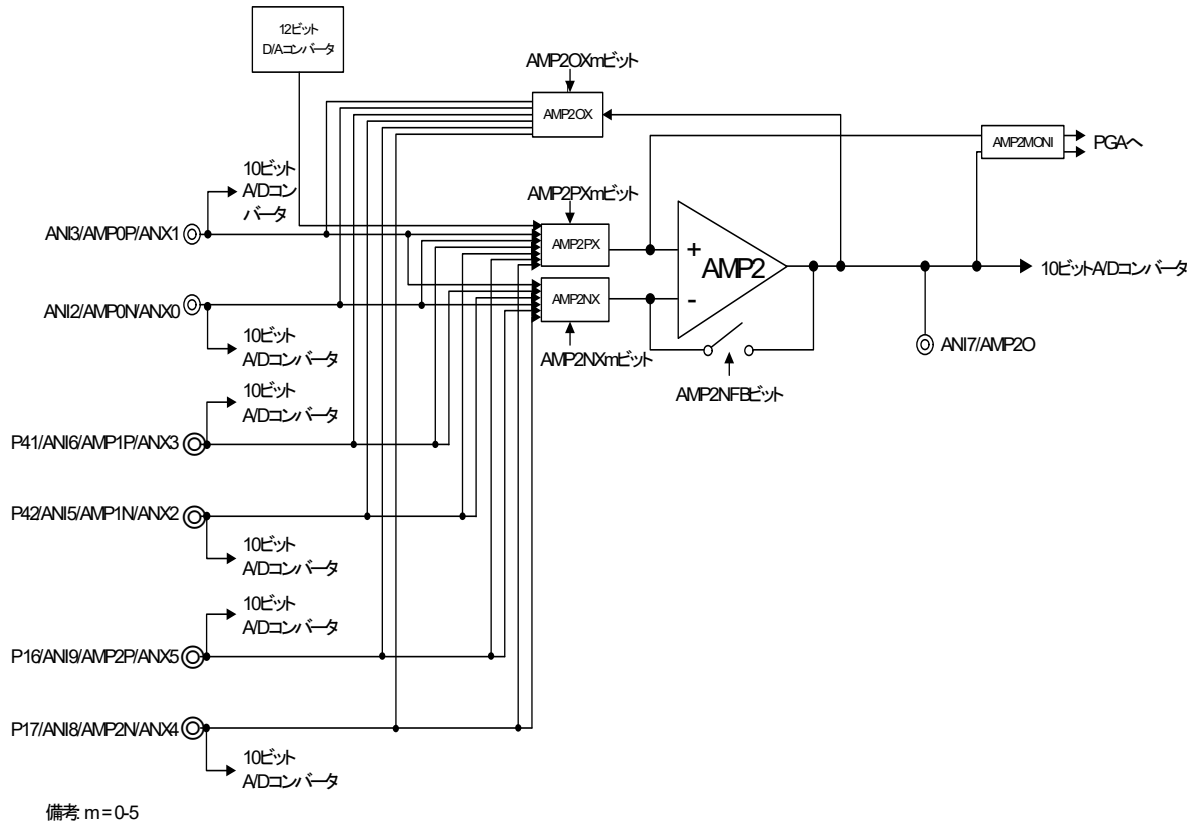 12ビット
D/Aコンバータ
AMP2OXmビット
AMP2OX
AMP2MONI
PGAへ
10ビット
A/Dコン
バータ
AMP2PXmビット
ANI3/AMP0P/ANX1
AMP2PX
+
AMP2
-
10ビットA/Dコンバータ
AMP2NX
ANI2/AMP0N/ANX0
10ビット
A/Dコンバータ
AMP2NXmビット
ANI7/AMP2O
AMP2NFBビット
10ビット
A/Dコンバータ
P41/ANI6/AMP1P/ANX3
P42/ANI5/AMP1N/ANX2
10ビット
A/Dコンバータ
10ビット
A/Dコンバータ
P16/ANI9/AMP2P/ANX5
P17/ANI8/AMP2N/ANX4
10ビット
A/Dコンバータ
備考 m = 0-5